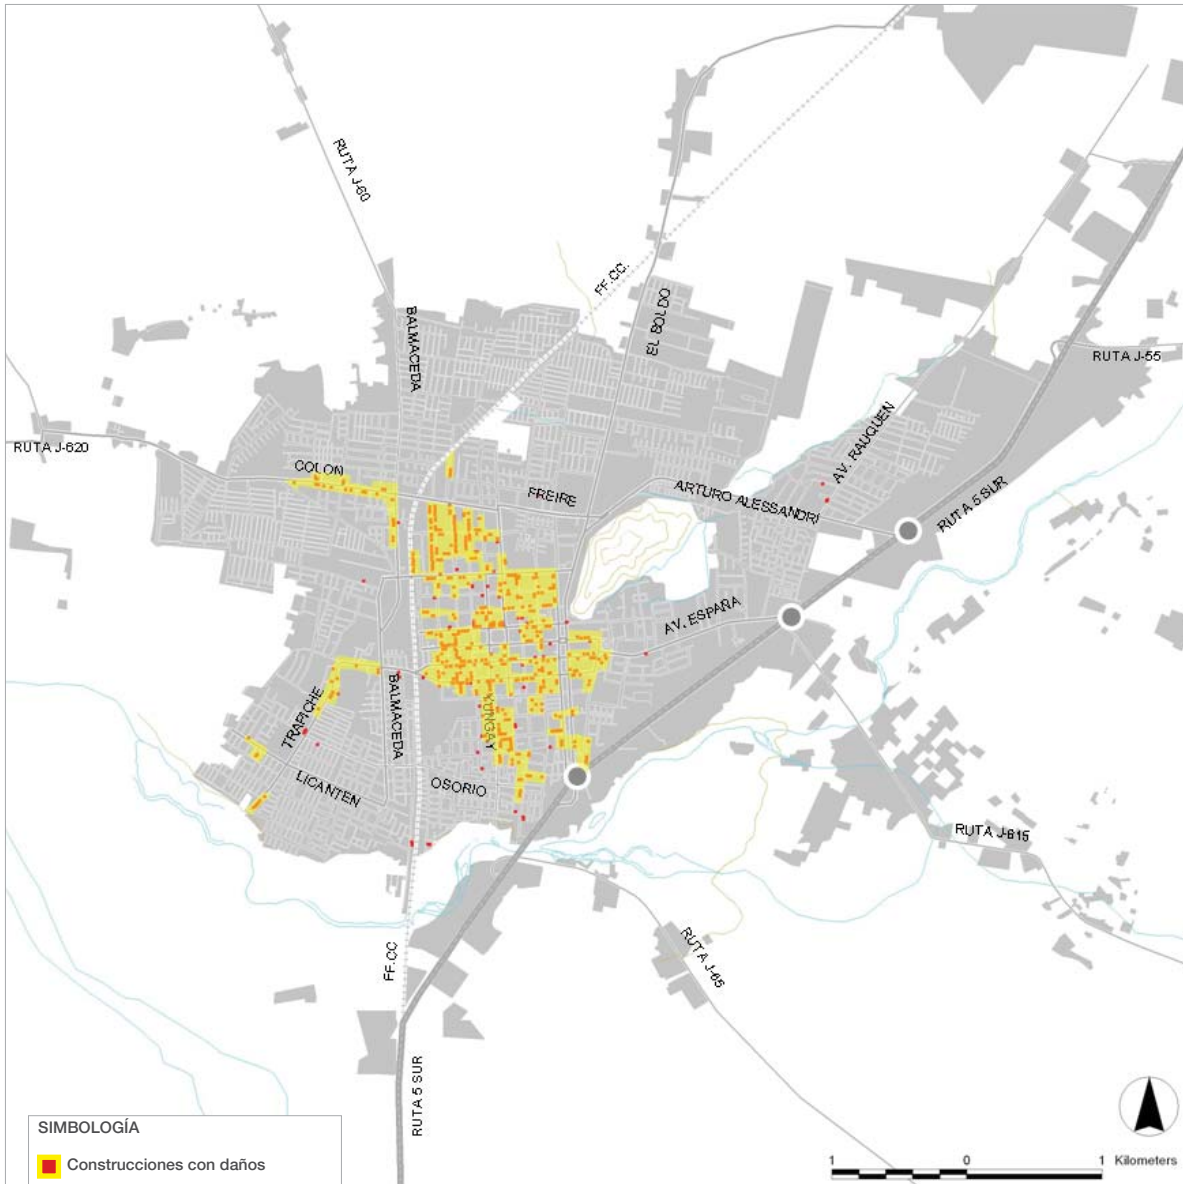 RUTA J-60
FF.CC.
BALMACEDA
EL BOLDO
RUTA J-55
RUTA J-620
COLON
FREIRE
AV. RAUQUEN
ARTURO ALESSANDRI
RUTA 5 SUR
AV. ESPAÑA
TRAPICHE
BALMACEDA
YUNGAY
LICANTEN
OSORIO
RUTA J-615
RUTA J-65
FF.CC
RUTA 5 SUR
SIMBOLOGÍA
Construcciones con daños
1 0 1 Kilometers